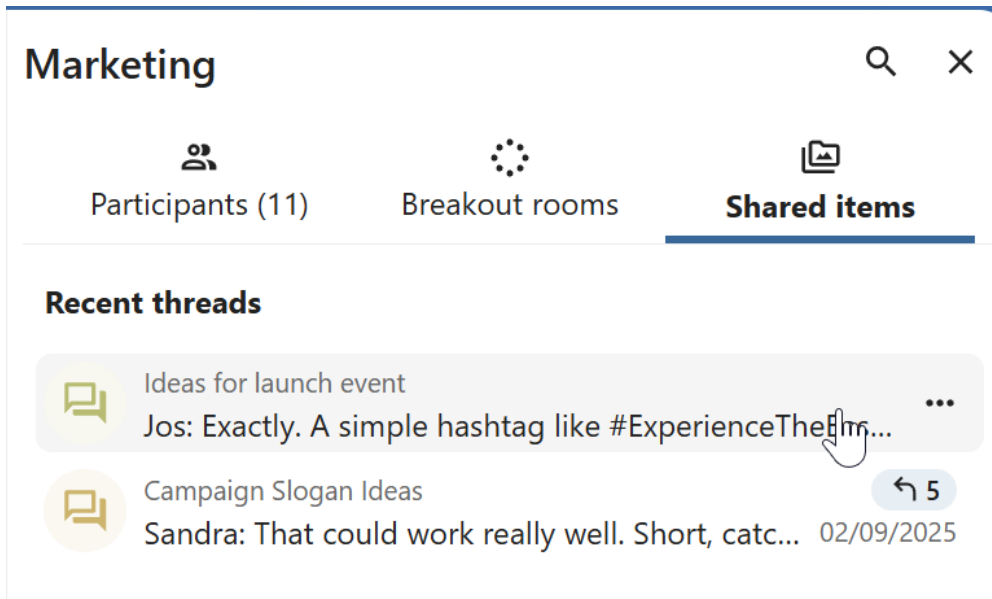 Marketing
Participants (11)
Breakout rooms
Shared items
Recent threads
Ideas for launch event
Jos: Exactly. A simple hashtag like
Campaign Slogan Ideas
5
Sandra: That could work really well. Short, catc...
02/09/2025